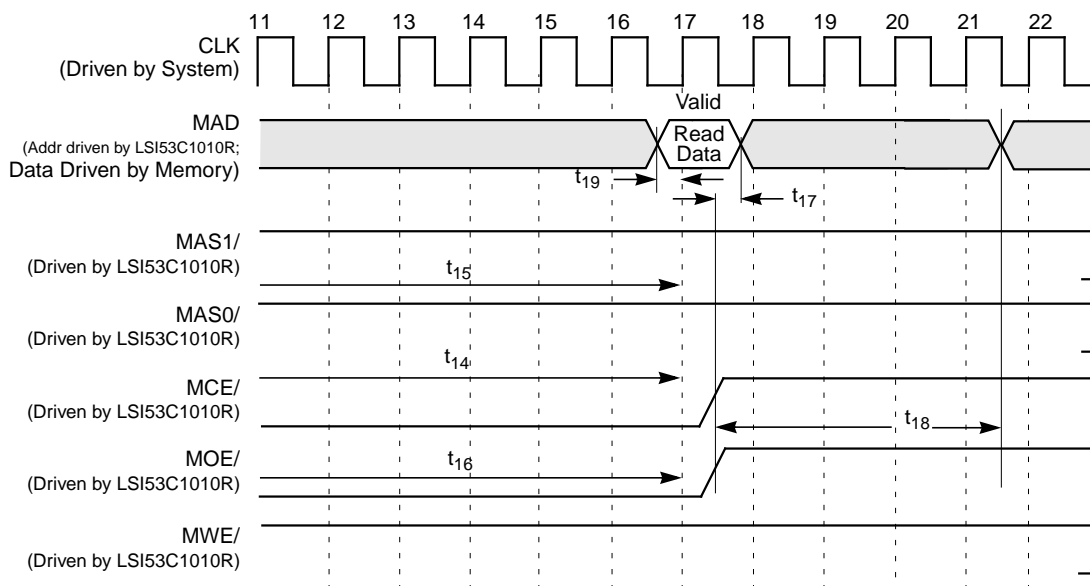 11 12 13 14 15 16 17 18 19 20 21 22
CLK
(Driven by System)
Valid
MAD
(Addr driven by LSI53C1010R;
Data Driven by Memory)
Read
Data
t19
t17
MAS1/
(Driven by LSI53C1010R)
t15
MAS0/
(Driven by LSI53C1010R)
t14
MCE/
(Driven by LSI53C1010R)
t18
MOE/
(Driven by LSI53C1010R)
t16
MWE/
(Driven by LSI53C1010R)